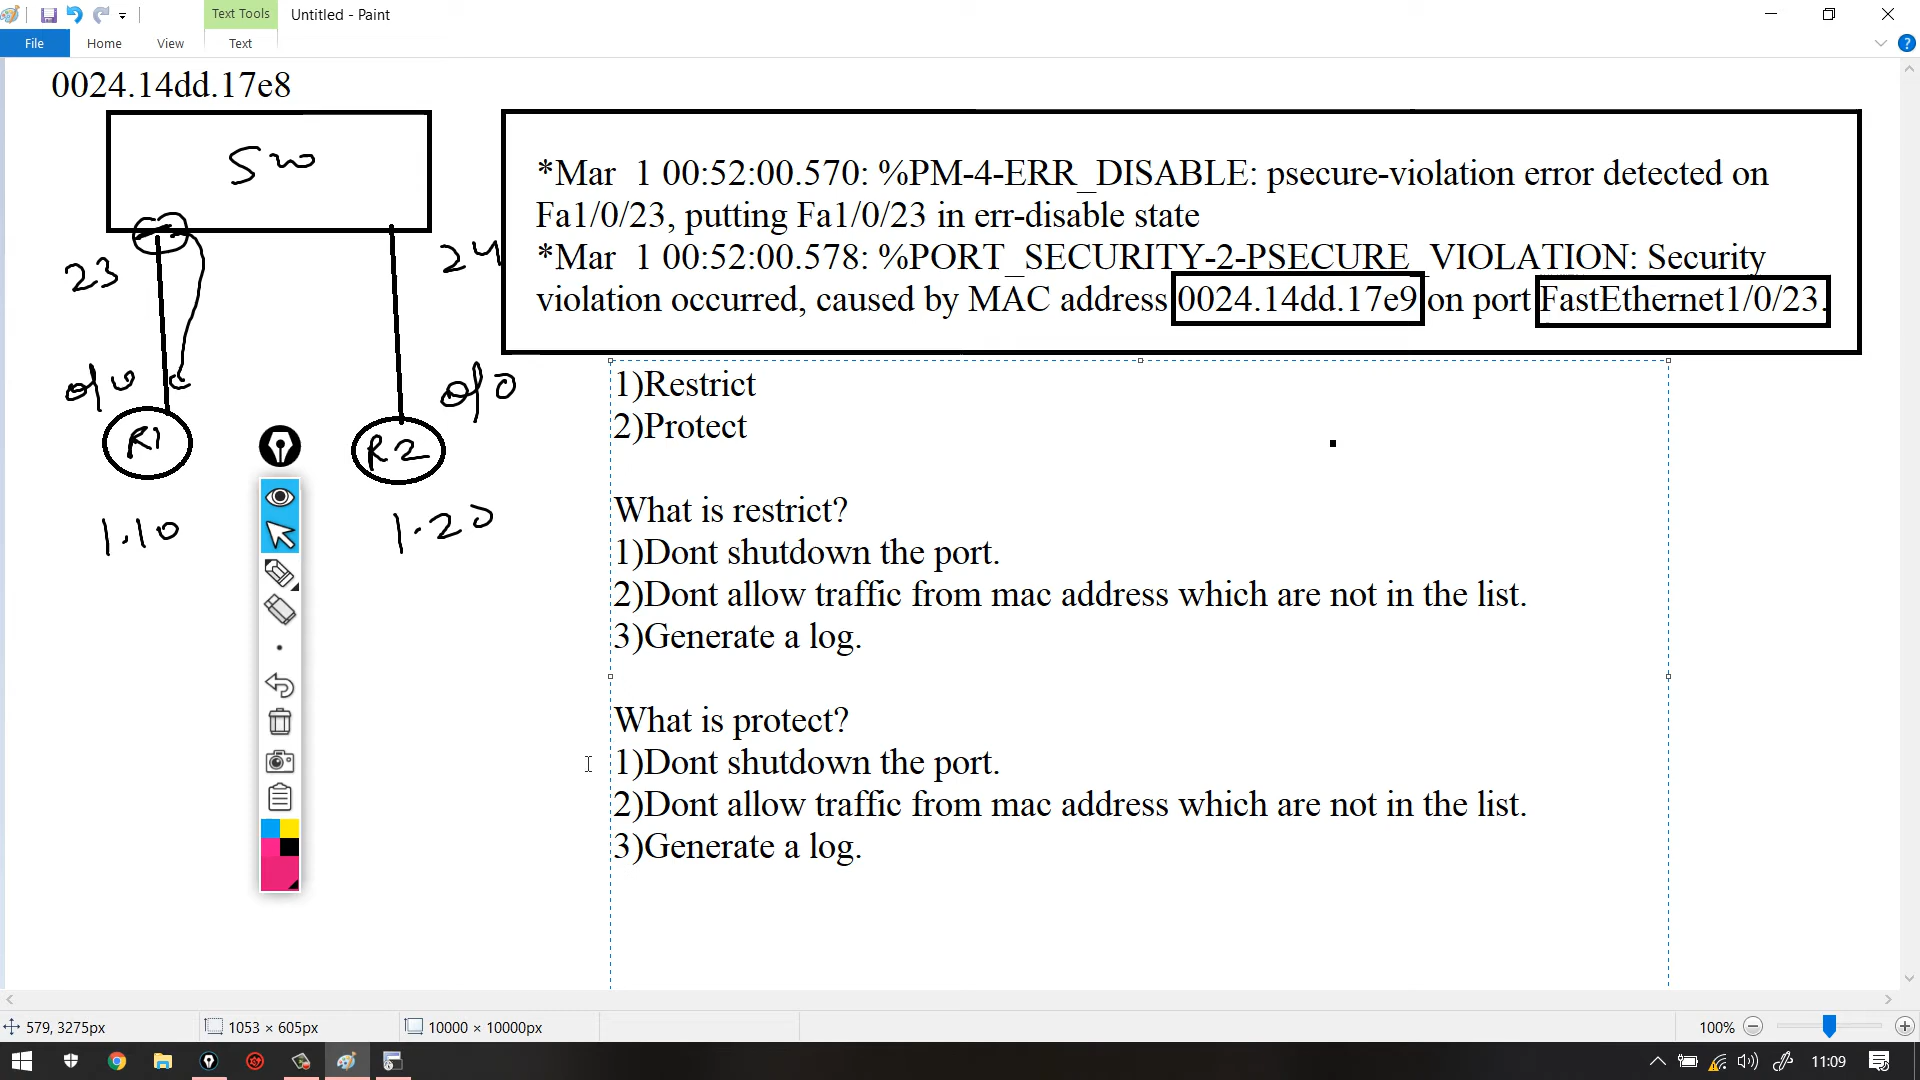 Text Tools
Untitled - Paint
File
Home
View
Text
0024.14dd.17e8
SW
23
24
0/0
0/0
R1
R2
1.10
1.20
*Mar  1 00:52:00.570: %PM-4-ERR_DISABLE: psecure-violation error detected on
Fa1/0/23, putting Fa1/0/23 in err-disable state
*Mar  1 00:52:00.578: %PORT_SECURITY-2-PSECURE_VIOLATION: Security
violation occurred, caused by MAC address 0024.14dd.17e9 on port FastEthernet1/0/23.
1)Restrict
2)Protect
What is restrict?
1)Dont shutdown the port.
2)Dont allow traffic from mac address which are not in the list.
3)Generate a log.
What is protect?
1)Dont shutdown the port.
2)Dont allow traffic from mac address which are not in the list.
3)Generate a log.
579, 3275px
1053 × 605px
10000 × 10000px
100%
11:09